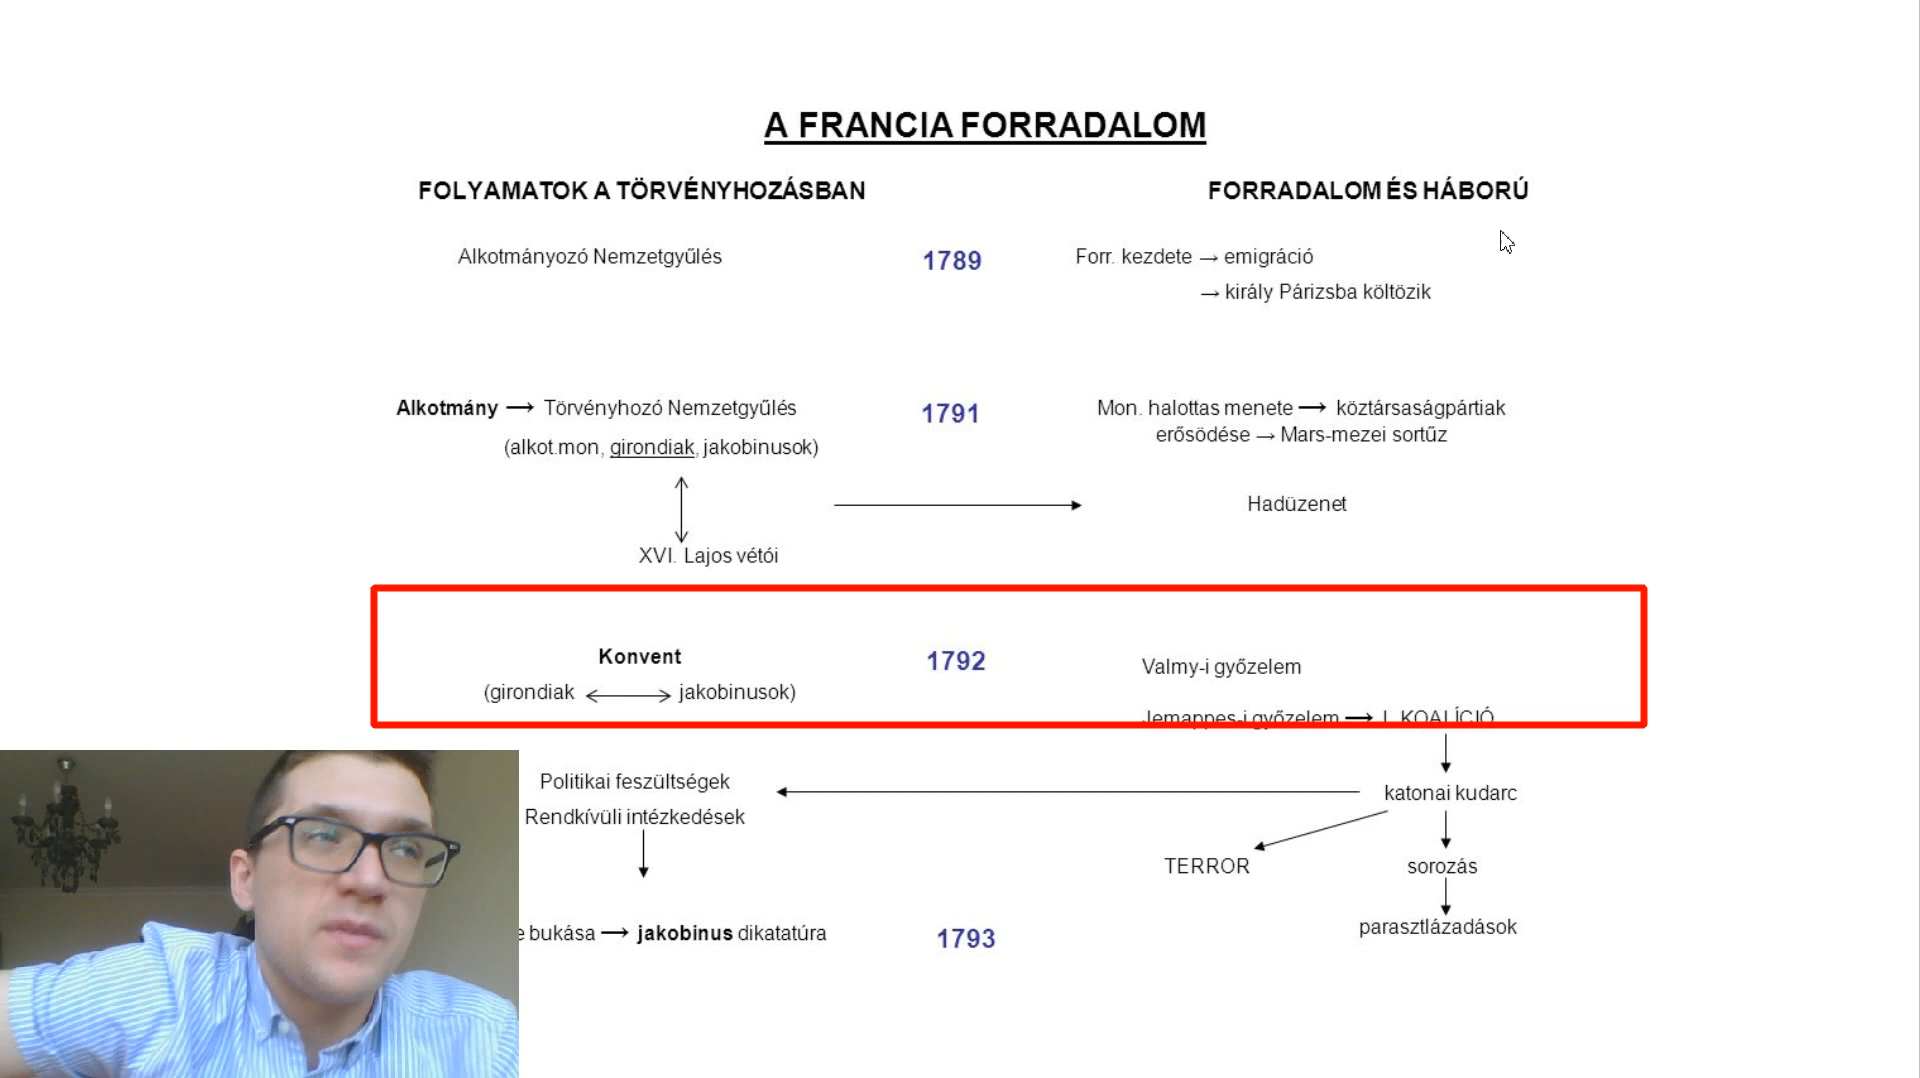 A FRANCIA FORRADALOM
FOLYAMATOK A TÖRVÉNYHOZÁSBAN
FORRADALOM ÉS HÁBORÚ
Alkotmányozó Nemzetgyűlés
1789
Forr. kezdete → emigráció
→ király Párizsba költözik
Alkotmány → Törvényhozó Nemzetgyűlés
1791
Mon. halottas menete → köztársaságpártiak
(alkot.mon, girondiak, jakobinusok)
erősödése → Mars-mezei sortűz
Hadüzenet
XVI. Lajos vétói
Konvent
1792
Valmy-i győzelem
(girondiak ↔ jakobinusok)
Jemappes-i győzelem → I. KOALÍCIÓ
Politikai feszültségek
katonai kudarc
Rendkívüli intézkedések
TERROR
sorozás
parasztlázadások
e bukása → jakobinus dikatatúra
1793